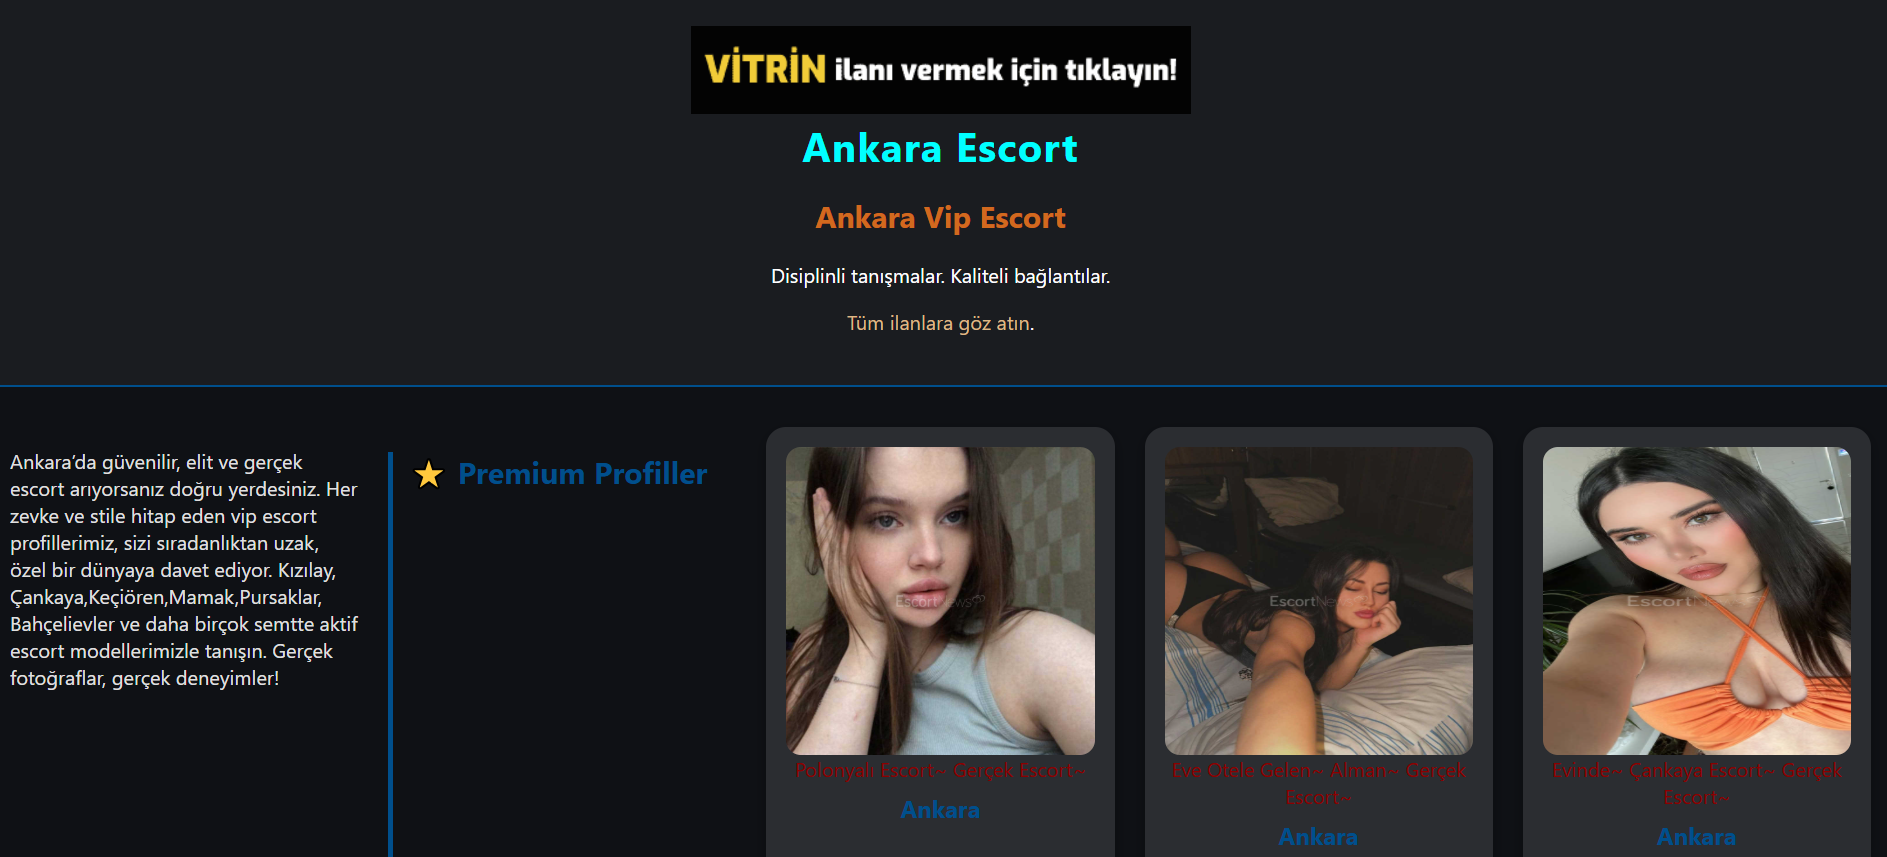 VİTRİN ilanı vermek için tıklayın!
Ankara Escort
Ankara Vip Escort
Disiplinli tanışmalar. Kaliteli bağlantılar.
Tüm ilanlara göz atın.
Ankara’da güvenilir, elit ve gerçek
escort arıyorsanız doğru yerdesiniz. Her
zevke ve stile hitap eden vip escort
profillerimiz, sizi sıradanlıktan uzak,
özel bir dünyaya davet ediyor. Kızılay,
Çankaya,Keçiören,Mamak,Pursaklar,
Bahçelievler ve daha birçok semtte aktif
escort modellerimizle tanışın. Gerçek
fotoğraflar, gerçek deneyimler!
⭐ Premium Profiller
EscortNews
Polonyalı Escort~ Gerçek Escort~
Ankara
EscortNews
Eve Otele Gelen~ Alman~ Gerçek
Escort~
Ankara
Escort
Evinde~ Çankaya Escort~ Gerçek
Escort~
Ankara